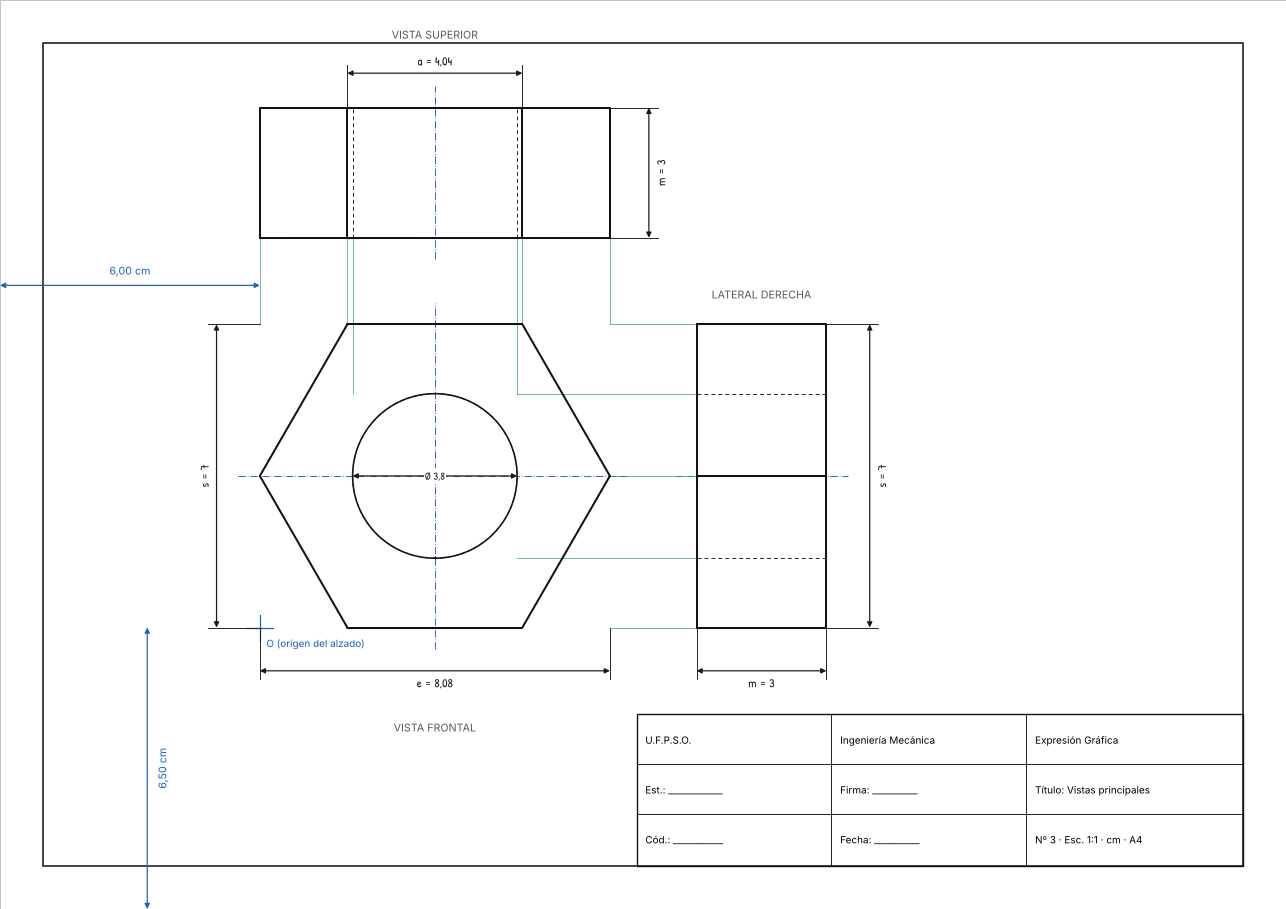 VISTA SUPERIOR
a = 4,04
m = 3
6,00 cm
LATERAL DERECHA
s = 7
Ø 3,8
s = 7
O (origen del alzado)
e = 8,08
m = 3
VISTA FRONTAL
6,50 cm
U.F.P.S.O.
Ingeniería Mecánica
Expresión Gráfica
Est.: __________
Firma: ________
Título: Vistas principales
Cód.: _________
Fecha: ________
Nº 3 · Esc. 1:1 · cm · A4